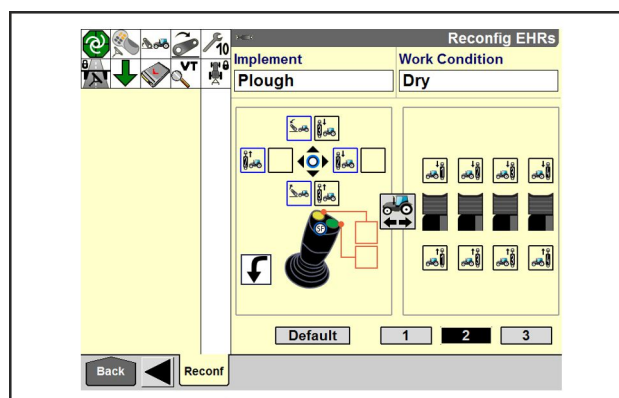 Reconfig EHRs
10
VT
L
Implement
Work Condition
Plough
Dry
SF
Default
1
2
3
Back
Reconf